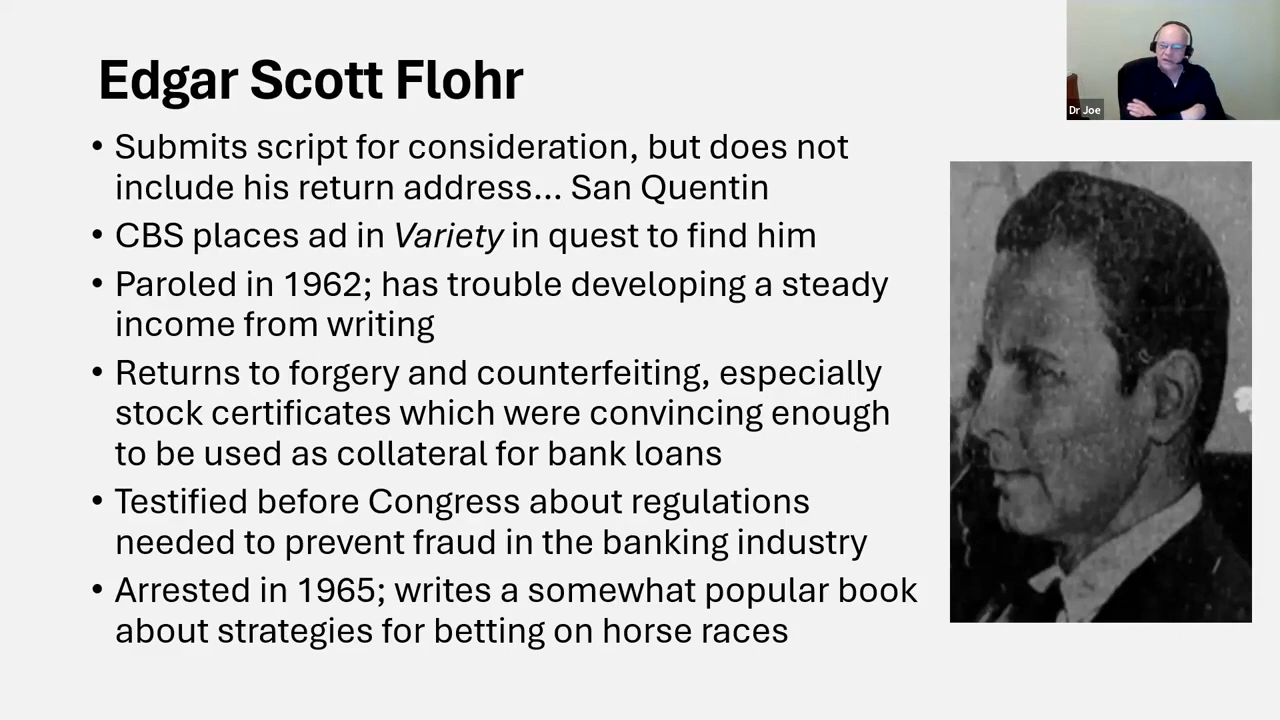 Edgar Scott Flohr
Dr Joe
• Submits script for consideration, but does not
include his return address... San Quentin
• CBS places ad in Variety in quest to find him
• Paroled in 1962; has trouble developing a steady
income from writing
• Returns to forgery and counterfeiting, especially
stock certificates which were convincing enough
to be used as collateral for bank loans
• Testified before Congress about regulations
needed to prevent fraud in the banking industry
• Arrested in 1965; writes a somewhat popular book
about strategies for betting on horse races